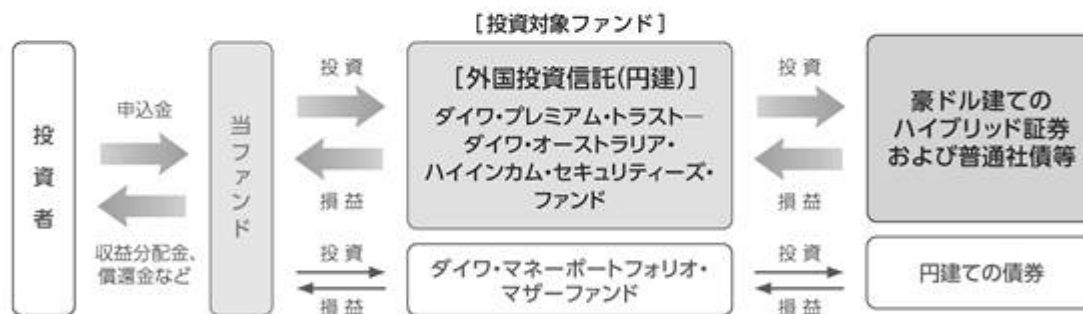 [投資対象ファンド]
投資者
申込金
収益分配金、
償還金など
当ファンド
投資
損益
[外国投資信託(円建)]
ダイワ・プレミアム・トラスト―
ダイワ・オーストラリア・
ハイインカム・セキュリティーズ・
ファンド
投資
損益
豪ドル建ての
ハイブリッド証券
および普通社債等
投資
損益
ダイワ・マネーポートフォリオ・
マザーファンド
投資
損益
円建ての債券